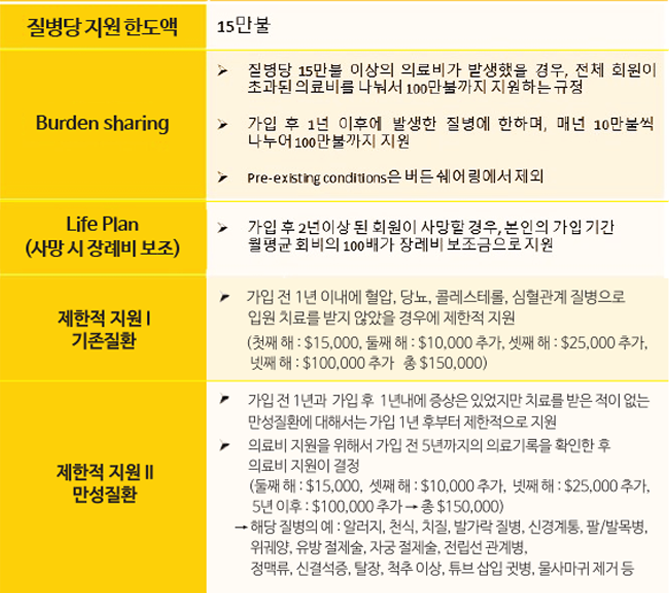 질병당 지원 한도액
15만불
Burden sharing
➤ 질병당 15만불 이상의 의료비가 발생했을 경우, 전체 회원이
초과된 의료비를 나눠서 100만불까지 지원하는 규정
➤ 가입 후 1년 이후에 발생한 질병에 한하며, 매년 10만불씩
나누어 100만불까지 지원
➤ Pre-existing conditions은 버든 쉐어링에서 제외
Life Plan
(사망 시 장례비 보조)
➤ 가입 후 2년이상 된 회원이 사망할 경우, 본인의 가입 기간
월평균 회비의 100배가 장례비 보조금으로 지원
제한적 지원 I
기존질환
➤ 가입 전 1년 이내에 혈압, 당뇨, 콜레스테롤, 심혈관계 질병으로
입원 치료를 받지 않았을 경우에 제한적 지원
(첫째 해 : $15,000, 둘째 해 : $10,000 추가, 셋째 해 : $25,000 추가,
넷째 해 : $100,000 추가 총 $150,000)
제한적 지원 II
만성질환
➤ 가입 전 1년과 가입 후 1년내에 증상은 있었지만 치료를 받은 적이 없는
만성질환에 대해서는 가입 1년 후부터 제한적으로 지원
➤ 의료비 지원을 위해서 가입 전 5년까지의 의료기록을 확인한 후
의료비 지원이 결정
(둘째 해 : $15,000, 셋째 해 : $10,000 추가, 넷째 해 : $25,000 추가,
5년 이후 : $100,000 추가 → 총 $150,000)
→ 해당 질병의 예 : 알러지, 천식, 치질, 발가락 질병, 신경계통, 팔/발목병,
위궤양, 유방 절제술, 자궁 절제술, 전립선 관계병,
정맥류, 신결석증, 탈장, 척추 이상, 튜브 삽입 귓병, 물사마귀 제거 등